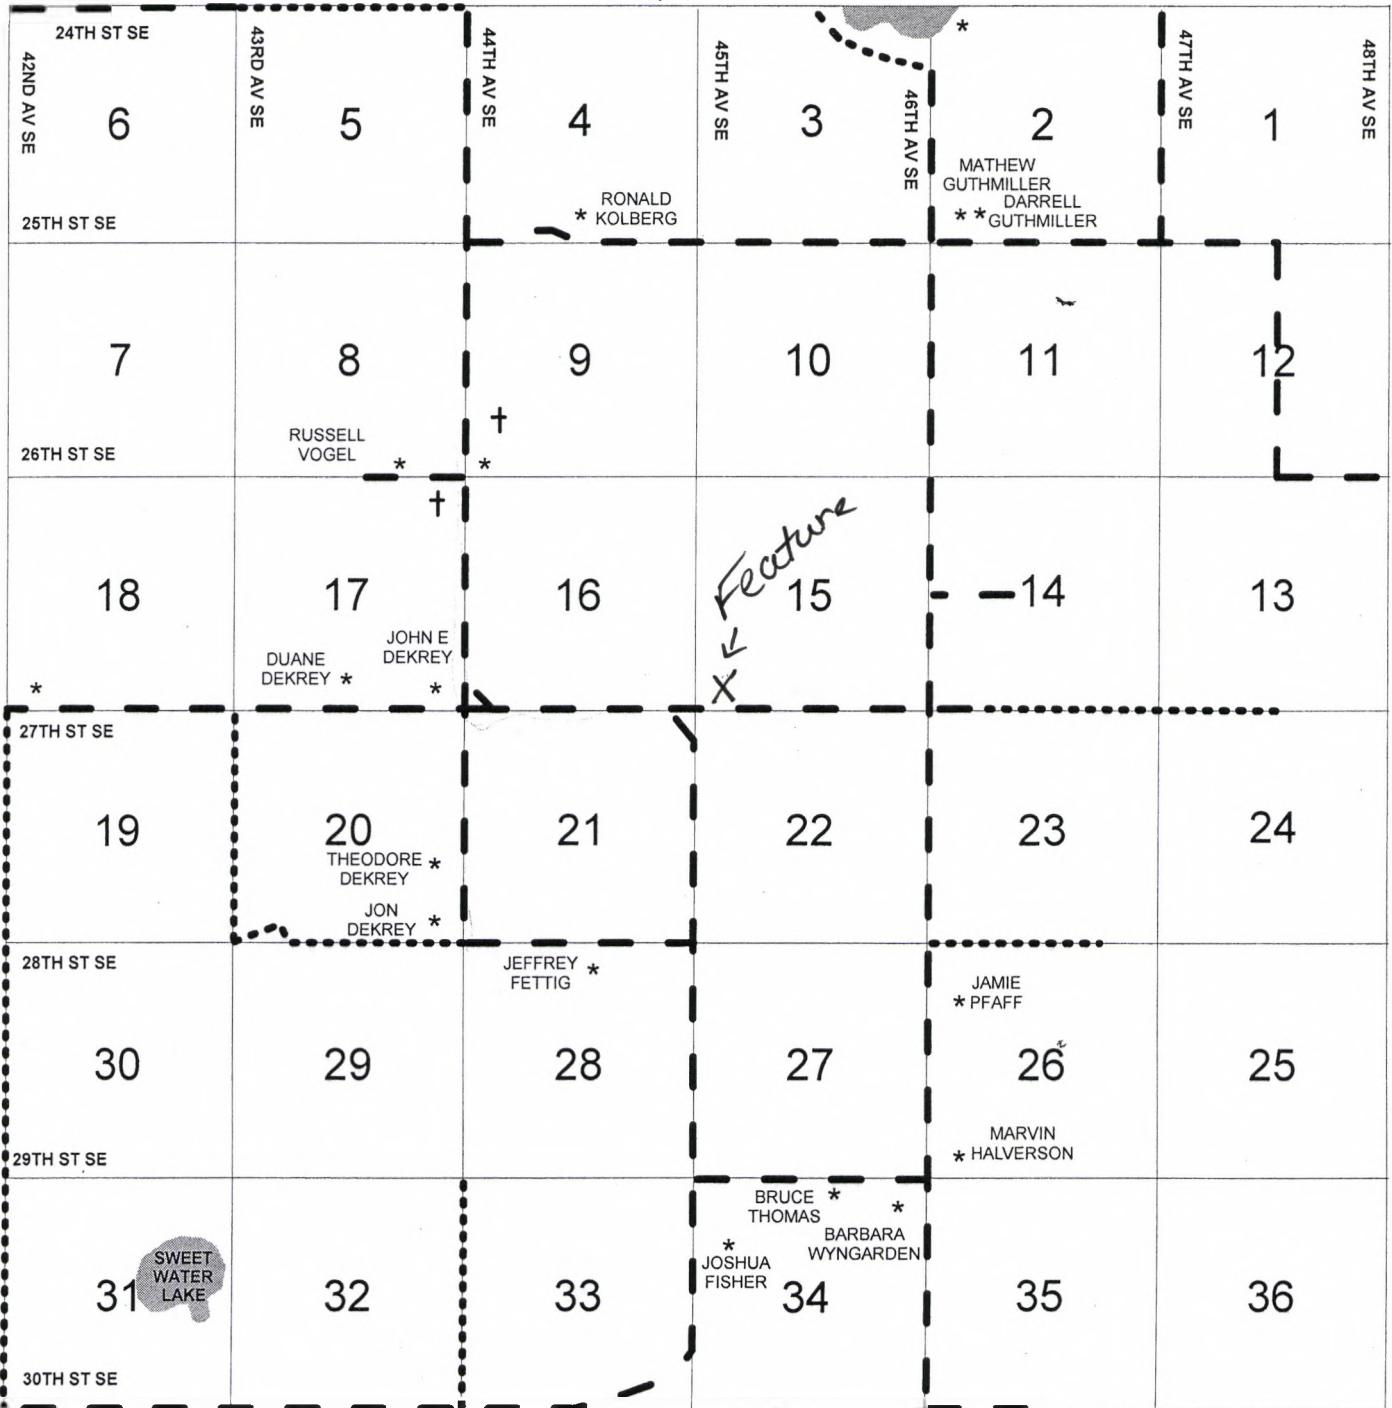 24TH ST SE
42ND AV SE
43RD AV SE
44TH AV SE
45TH AV SE
46TH AV SE
47TH AV SE
48TH AV SE
6
5
4
3
2
1
RONALD
* KOLBERG
*
MATHEW
GUTHMILLER
DARRELL
* * GUTHMILLER
25TH ST SE
7
8
9
10
11
12
RUSSELL
VOGEL *
*
26TH ST SE
Feature
X
18
17
16
15
14
13
JOHN E
DEKREY
*
DUANE
DEKREY *
*
27TH ST SE
19
20
21
22
23
24
THEODORE *
DEKREY
JON
DEKREY *
28TH ST SE
JEFFREY *
FETTIG
JAMIE
* PFAFF
30
29
28
27
26
25
MARVIN
* HALVERSON
29TH ST SE
BRUCE *
THOMAS
*
BARBARA
WYNGARDEN
*
JOSHUA
FISHER
SWEET
WATER
LAKE
31
32
33
34
35
36
30TH ST SE